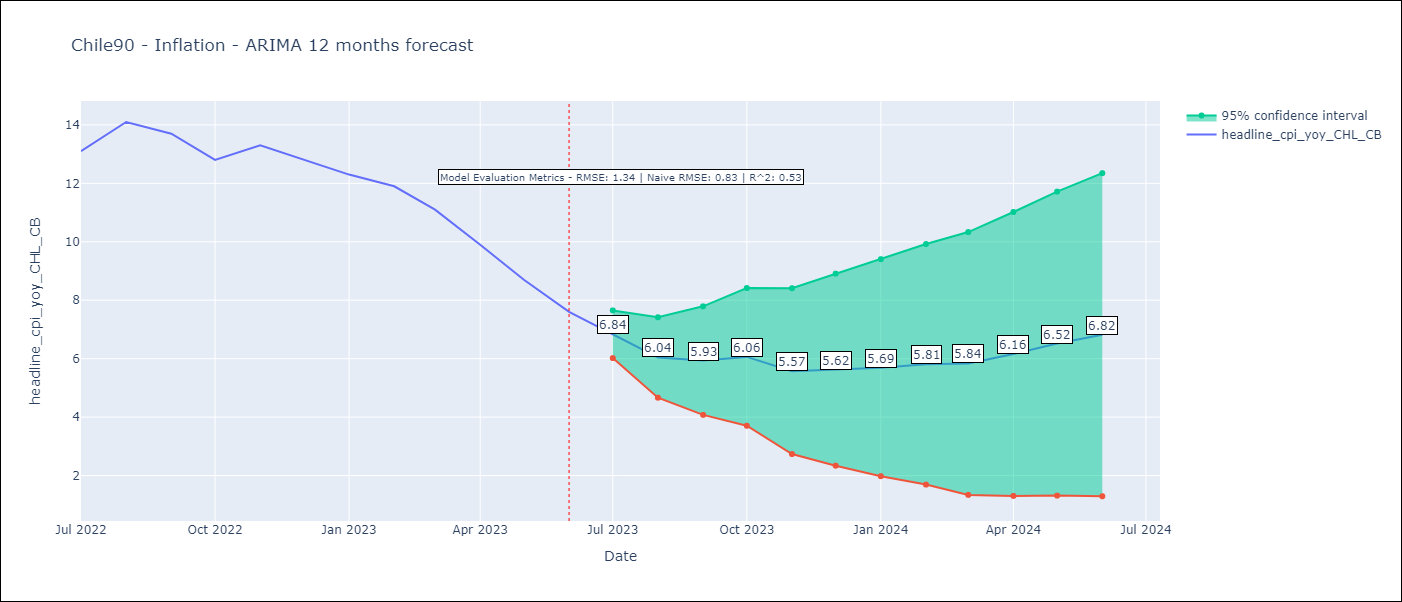 Chile90 - Inflation - ARIMA 12 months forecast
95% confidence interval
headline_cpi_yoy_CHL_CB
headline_cpi_yoy_CHL_CB
14
12
10
8
6
4
2
Model Evaluation Metrics - RMSE: 1.34 | Naive RMSE: 0.83 | R^2: 0.53
6.84
6.04
5.93
6.06
5.57
5.62
5.69
5.81
5.84
6.16
6.52
6.82
Jul 2022
Oct 2022
Jan 2023
Apr 2023
Jul 2023
Oct 2023
Jan 2024
Apr 2024
Jul 2024
Date